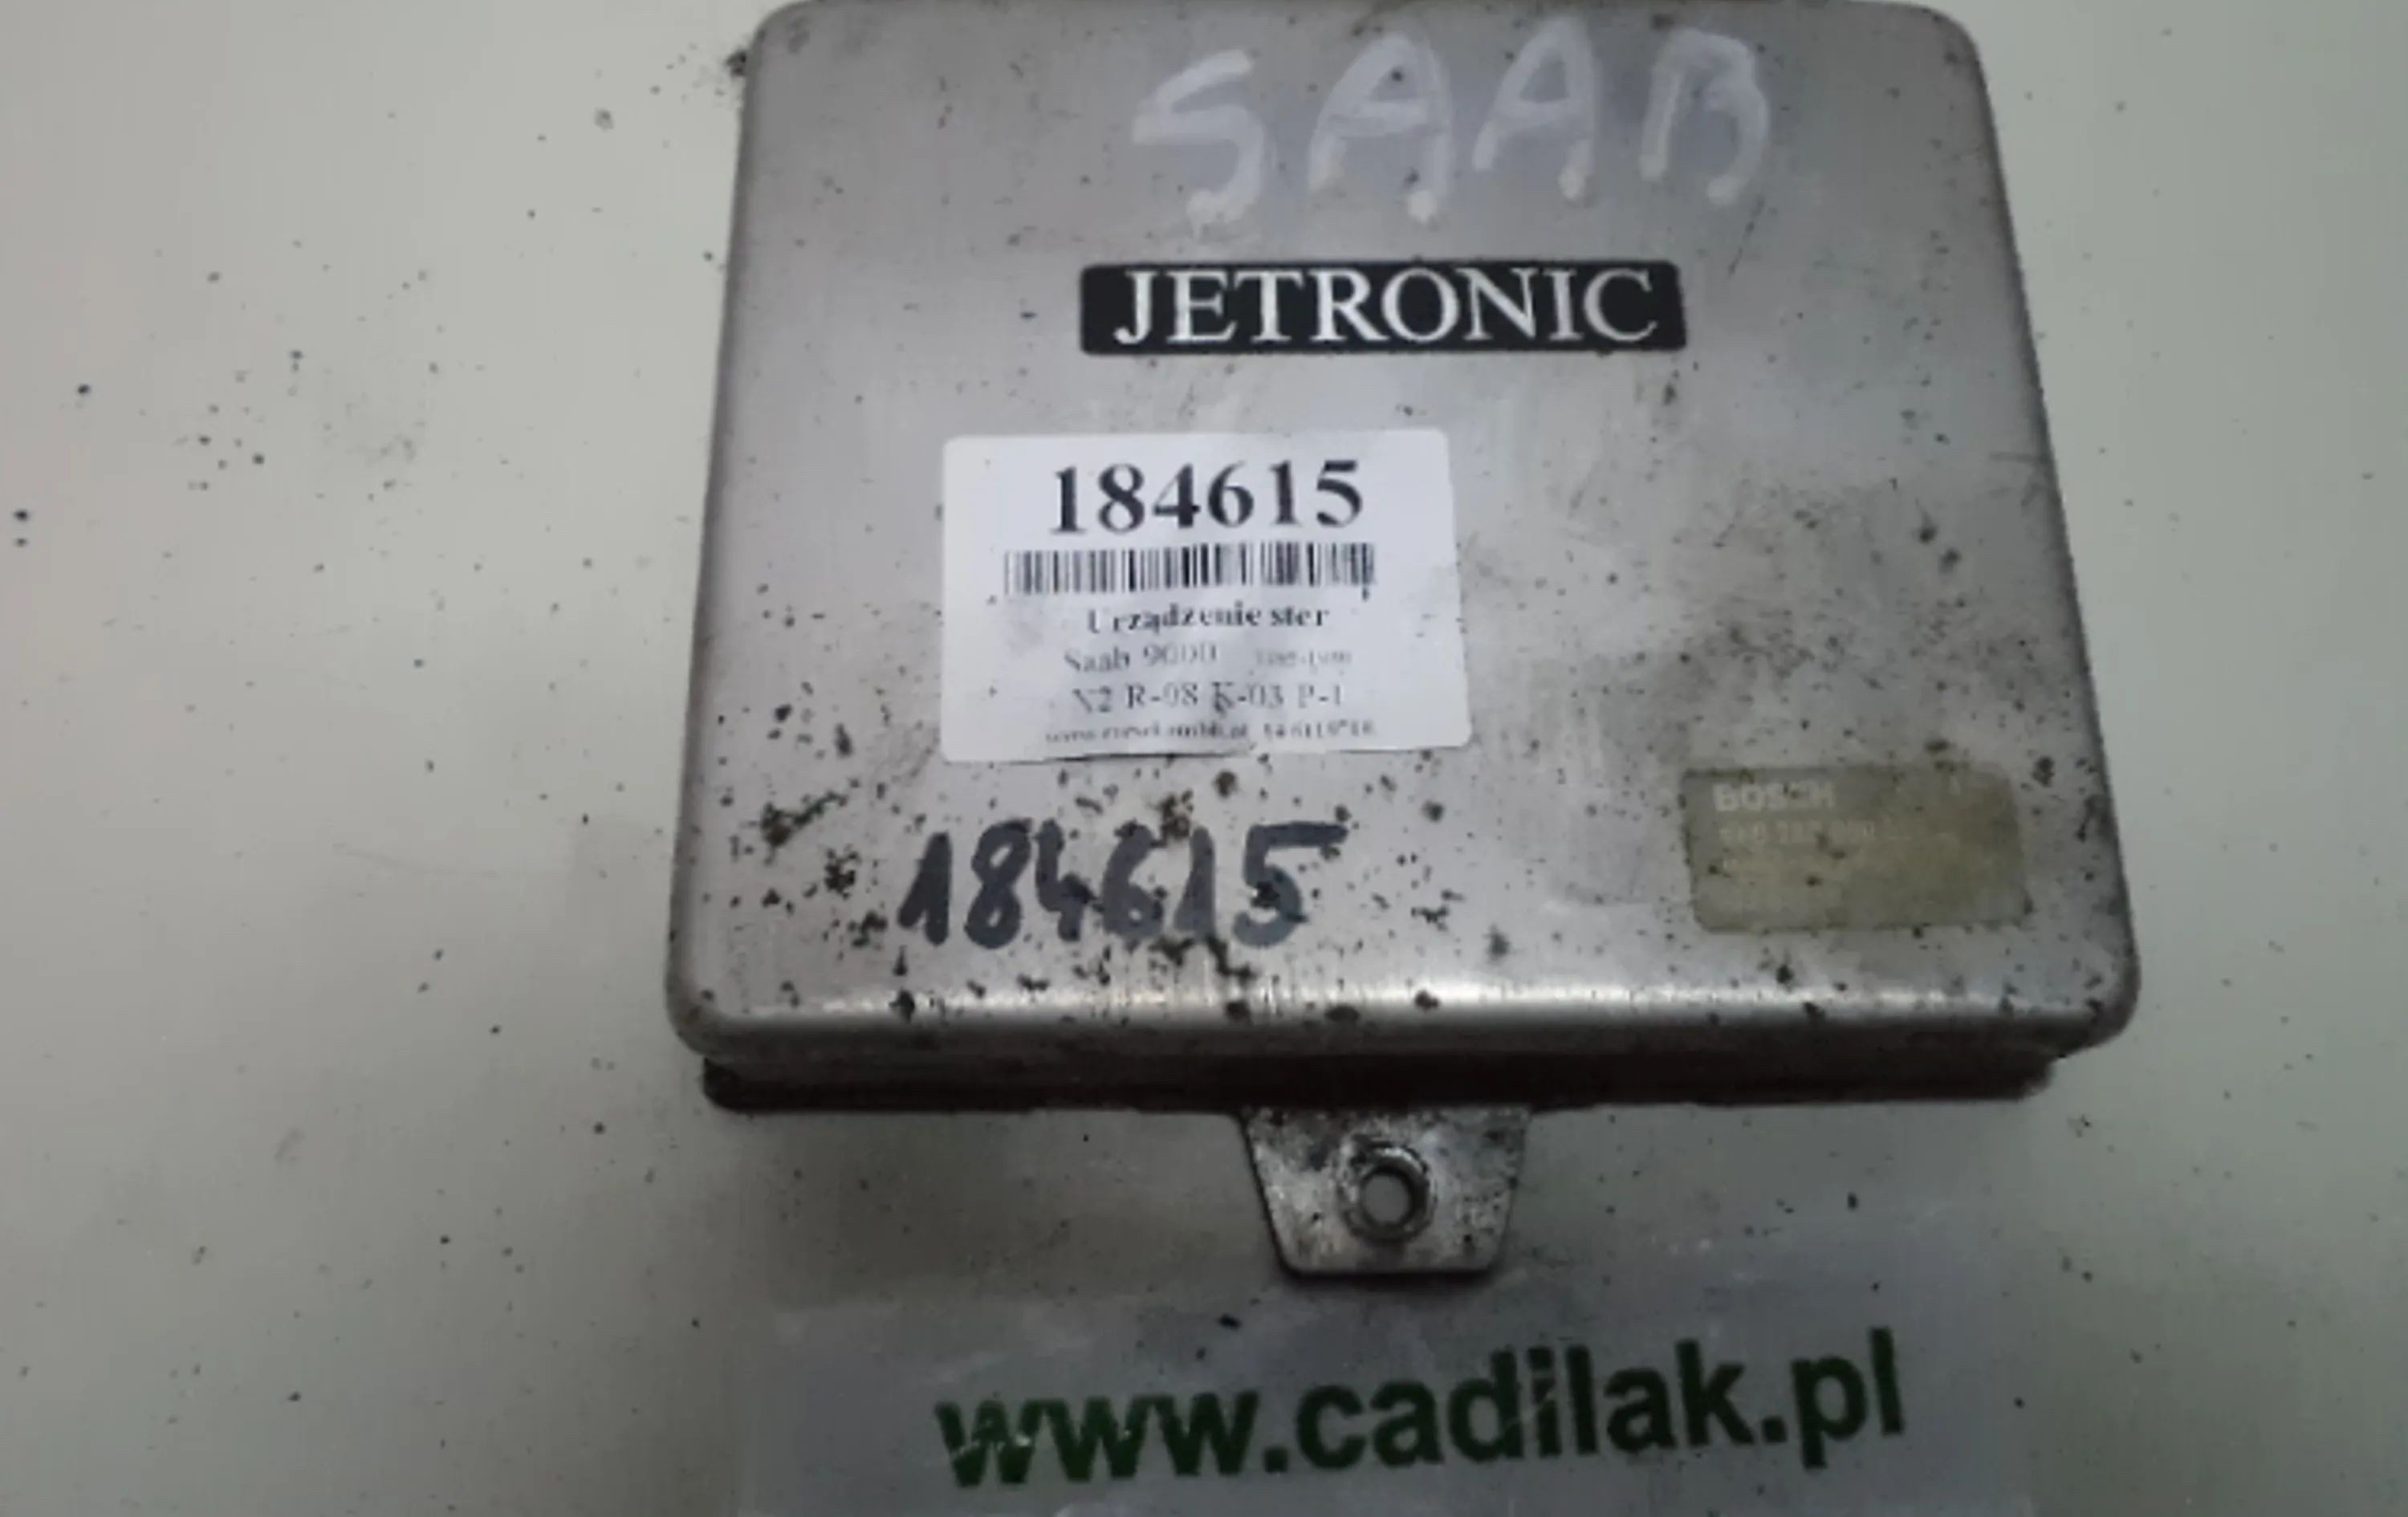 SAAB
JETRONIC
184615
Urządzenie ster
Saab 9000
N2 R-08 K-03 P-1
184615
BOSCH
www.cadilak.pl